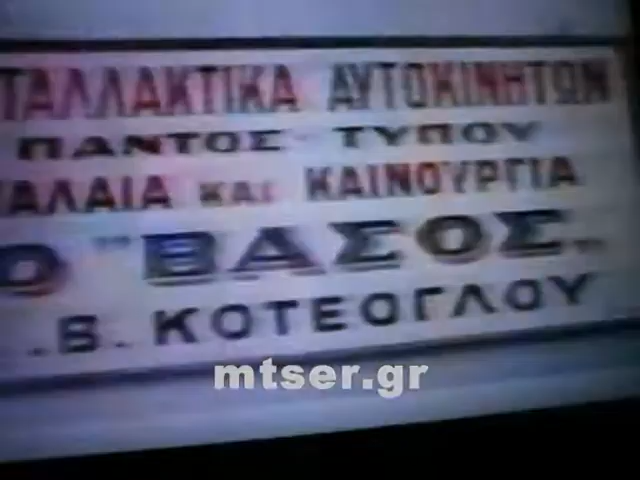 ΤΑΛΛΑΚΤΙΚΑ ΑΥΤΟΚΙΝΗΤΩΝ
ΠΑΝΤΟΣ ΤΥΠΟΥ
ΑΛΑΙΑ ΚΑΙ ΚΑΙΝΟΥΡΓΙΑ
Ο "ΒΑΣΟΣ„
.Β. ΚΟΤΕΟΓΛΟΥ
mtser.gr